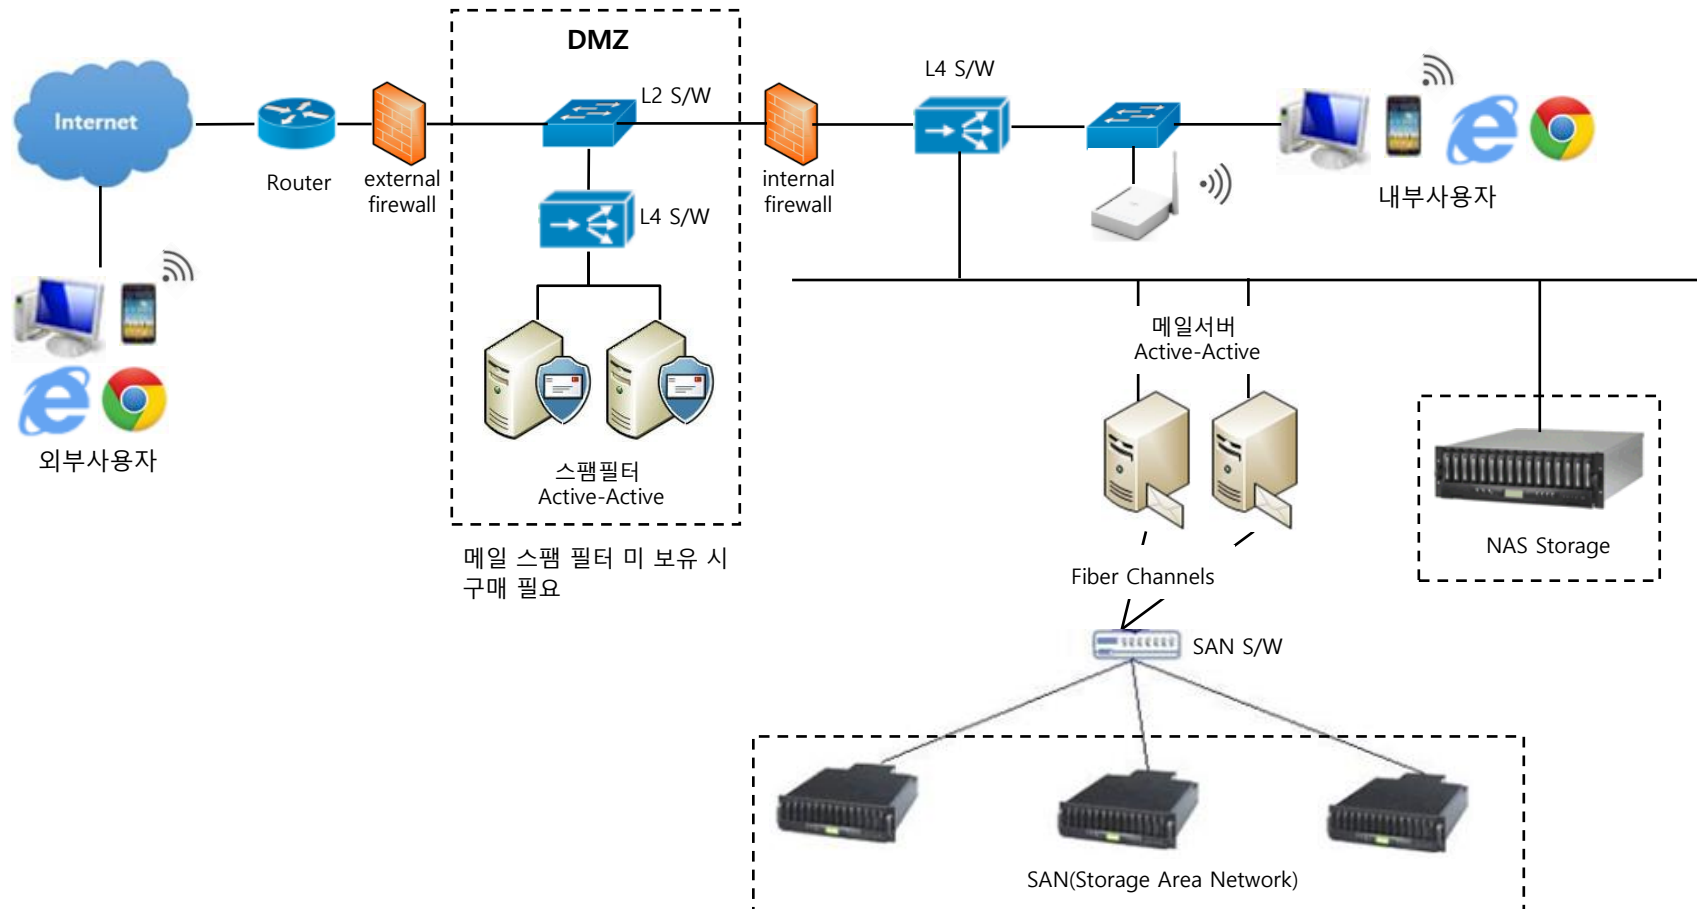 DMZ
Internet
Router
external
firewall
L2 S/W
L4 S/W
internal
firewall
L4 S/W
내부사용자
외부사용자
스팸필터
Active-Active
메일 스팸 필터 미 보유 시
구매 필요
메일서버
Active-Active
NAS Storage
Fiber Channels
SAN S/W
SAN(Storage Area Network)